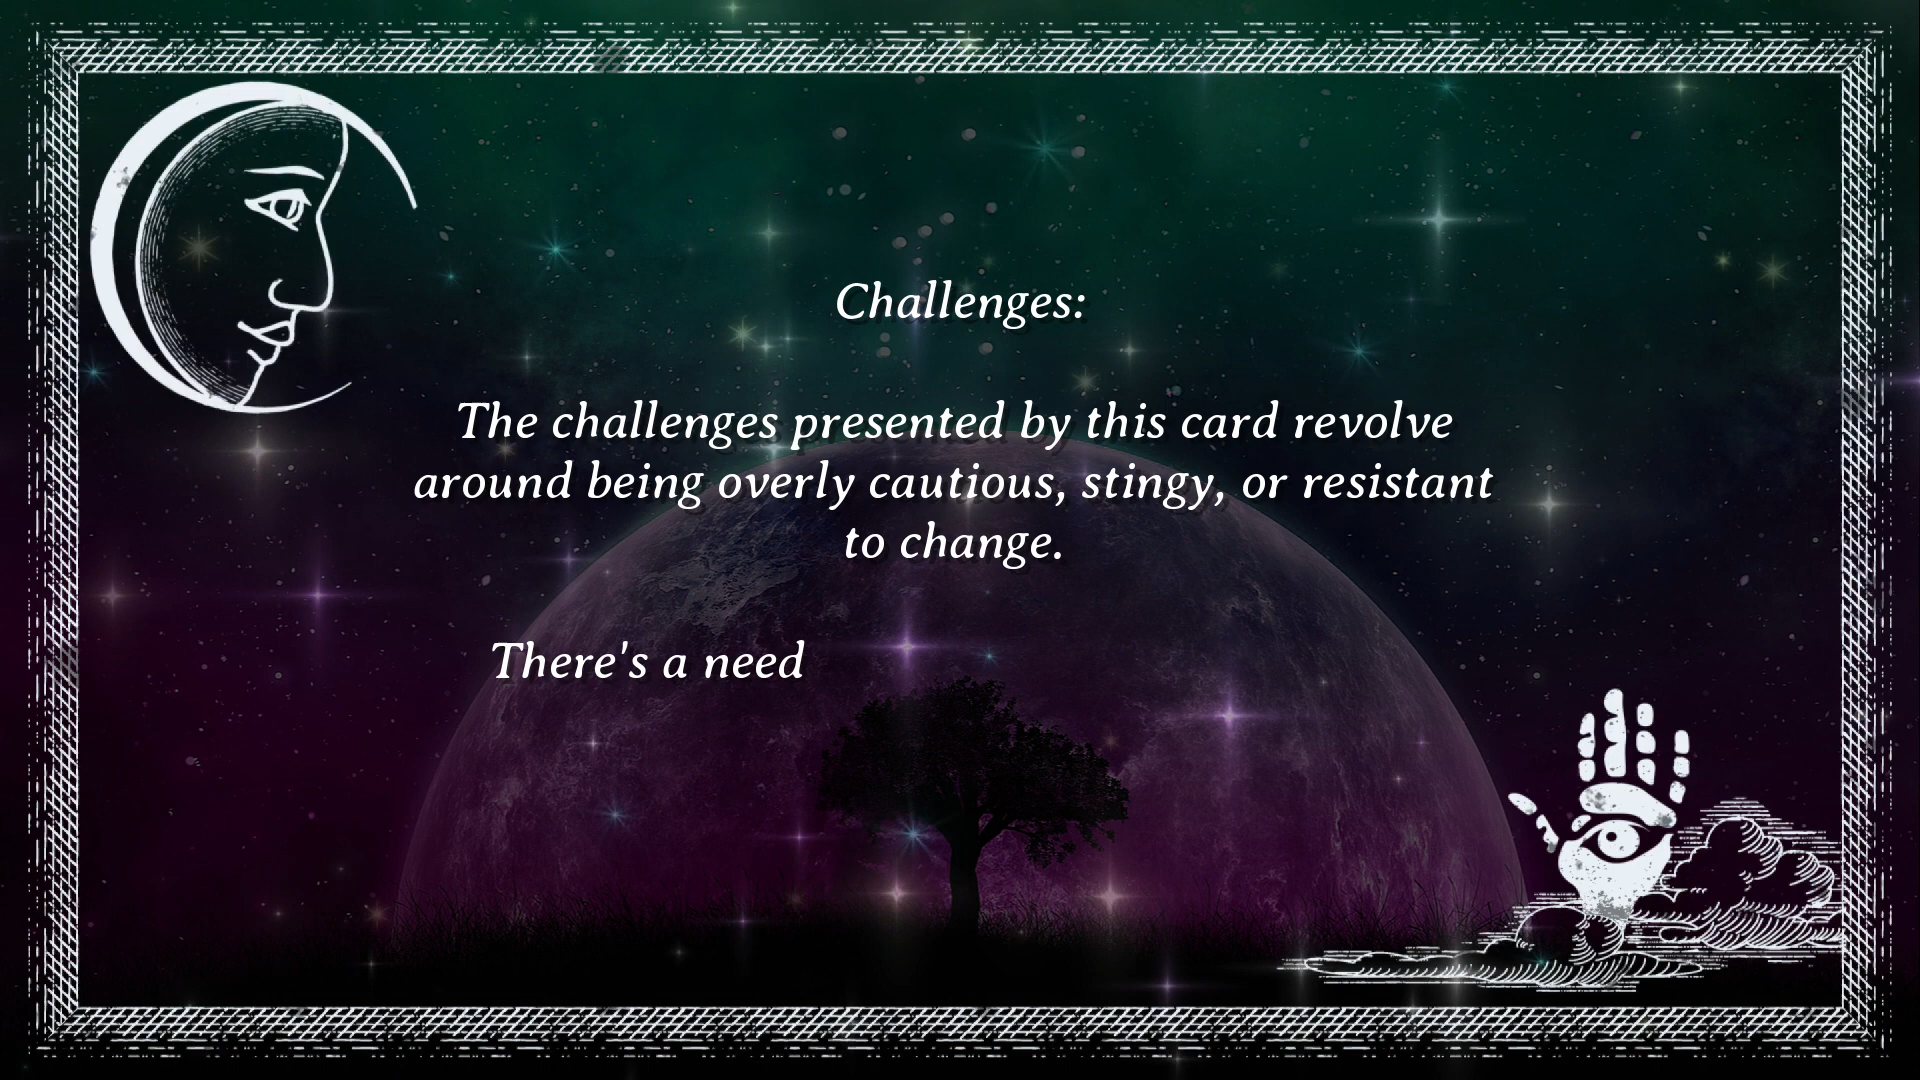 Challenges:
The challenges presented by this card revolve
around being overly cautious, stingy, or resistant
to change.
There's a need